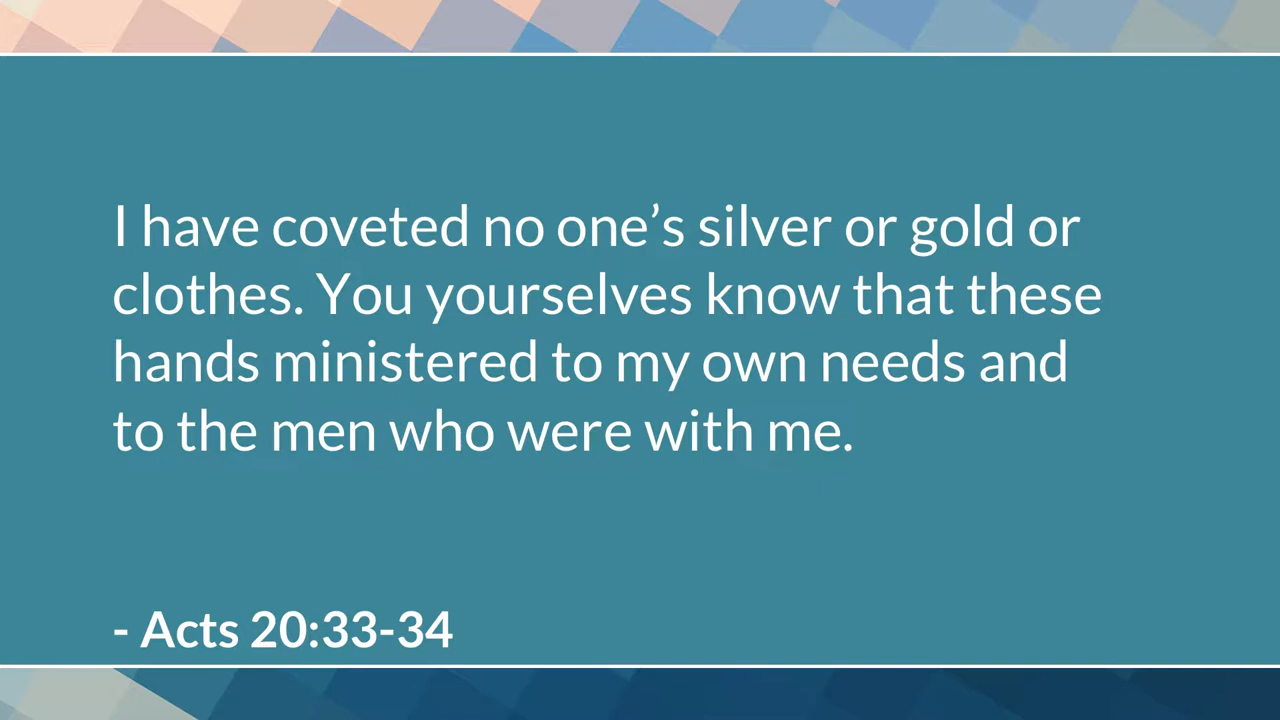 I have coveted no one’s silver or gold or
clothes. You yourselves know that these
hands ministered to my own needs and
to the men who were with me.
- Acts 20:33-34